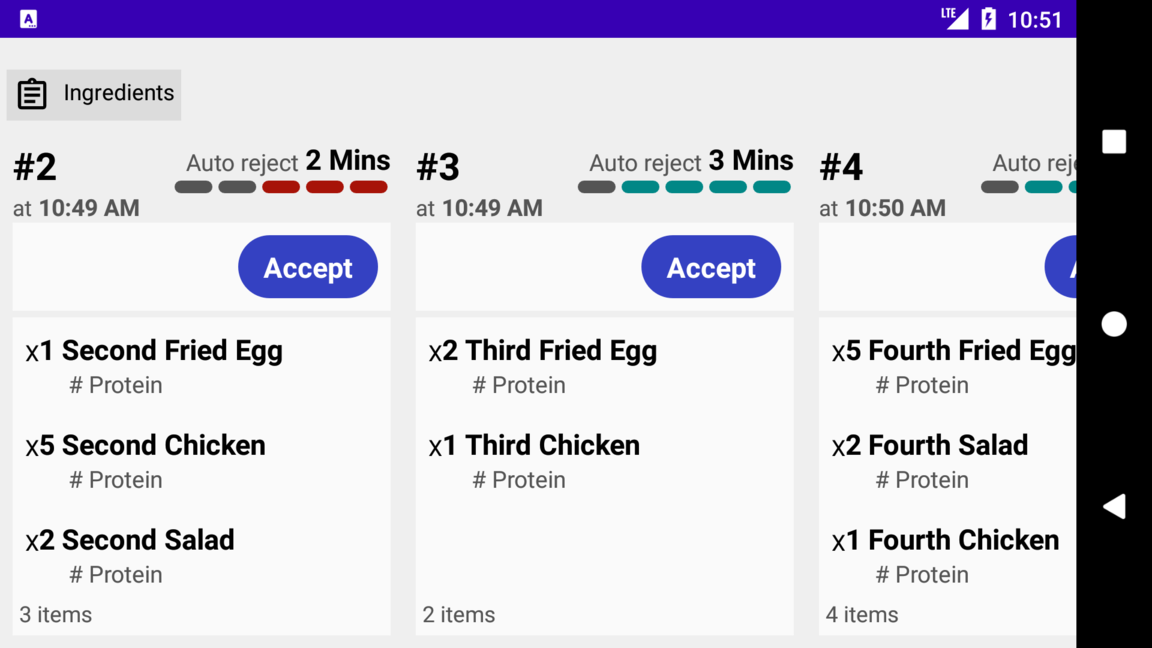 A
LTE
10:51
Ingredients
#2
Auto reject 2 Mins
at 10:49 AM
Accept
x1 Second Fried Egg
# Protein
x5 Second Chicken
# Protein
x2 Second Salad
# Protein
3 items
#3
Auto reject 3 Mins
at 10:49 AM
Accept
x2 Third Fried Egg
# Protein
x1 Third Chicken
# Protein
2 items
#4
Auto
at 10:50 AM
x5 Fourth Fried Egg
# Protein
x2 Fourth Salad
# Protein
x1 Fourth Chicken
# Protein
4 items